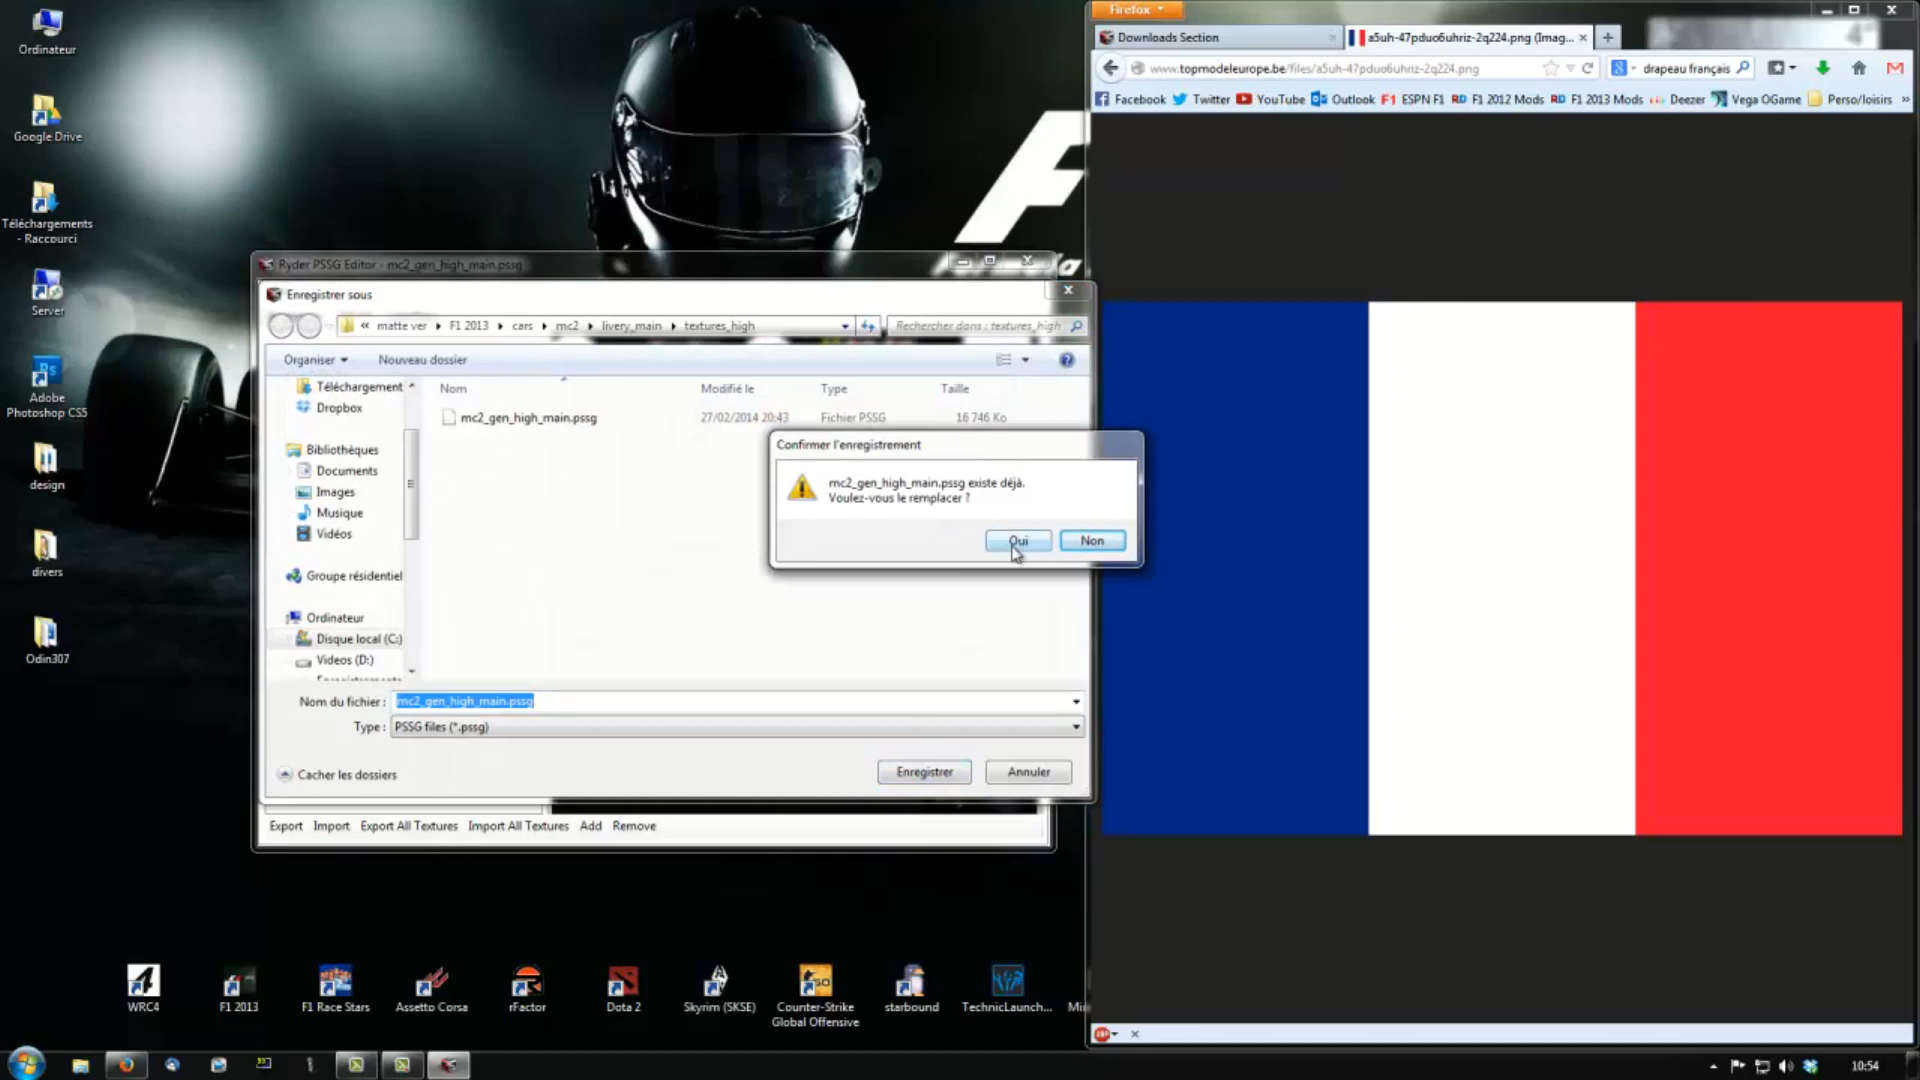 Ordinateur
Google Drive
Téléchargements
- Raccourci
Server
Adobe
Photoshop CS5
design
divers
Odin307
Ryder PSSG Editor - mc2_gen_high_main.pssg
Enregistrer sous
« matte ver ▸ F1 2013 ▸ cars ▸ mc2 ▸ livery_main ▸ textures_high
Rechercher dans : textures_high
Organiser
Nouveau dossier
Nom
Modifié le
Type
Taille
mc2_gen_high_main.pssg
27/02/2014 20:43
Fichier PSSG
16 746 Ko
Téléchargement
Dropbox
Bibliothèques
Documents
Images
Musique
Vidéos
Groupe résidentiel
Ordinateur
Disque local (C:)
Videos (D:)
Confirmer l'enregistrement
mc2_gen_high_main.pssg existe déjà.
Voulez-vous le remplacer ?
Oui
Non
Nom du fichier :
mc2_gen_high_main.pssg
Type :
PSSG files (*.pssg)
Cacher les dossiers
Enregistrer
Annuler
Export
Import
Export All Textures
Import All Textures
Add
Remove
Firefox
Downloads Section
a5uh-47pduo6uhriz-2q224.png (Imag...
www.topmodeleurope.be/files/a5uh-47pduo6uhriz-2q224.png
drapeau français
Facebook
Twitter
YouTube
Outlook
F1 ESPN F1
RD F1 2012 Mods
RD F1 2013 Mods
Deezer
Vega OGame
Perso/loisirs
»
WRC4
F1 2013
F1 Race Stars
Assetto Corsa
rFactor
Dota 2
Skyrim (SKSE)
Counter-Strike
Global Offensive
starbound
TechnicLaunch...
10:54